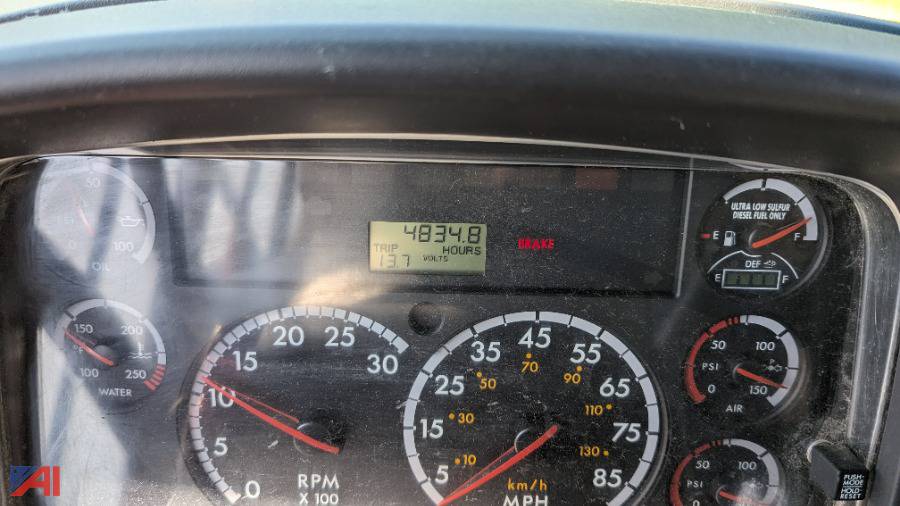 50
0
100
OIL
150
200
°F
100
250
WATER
0
5
10
15
20
25
30
RPM
X 100
4834.8
TRIP HOURS
13.7 VOLTS
BRAKE
5
15
25
35
45
55
65
75
85
10
30
50
70
90
110
130
km/h
MPH
ULTRA LOW SULFUR
DIESEL FUEL ONLY
E F
DEF
E F
50
100
PSI
0
150
AIR
50
100
PSI
PUSH-
MODE
HOLD-
RESET
AI